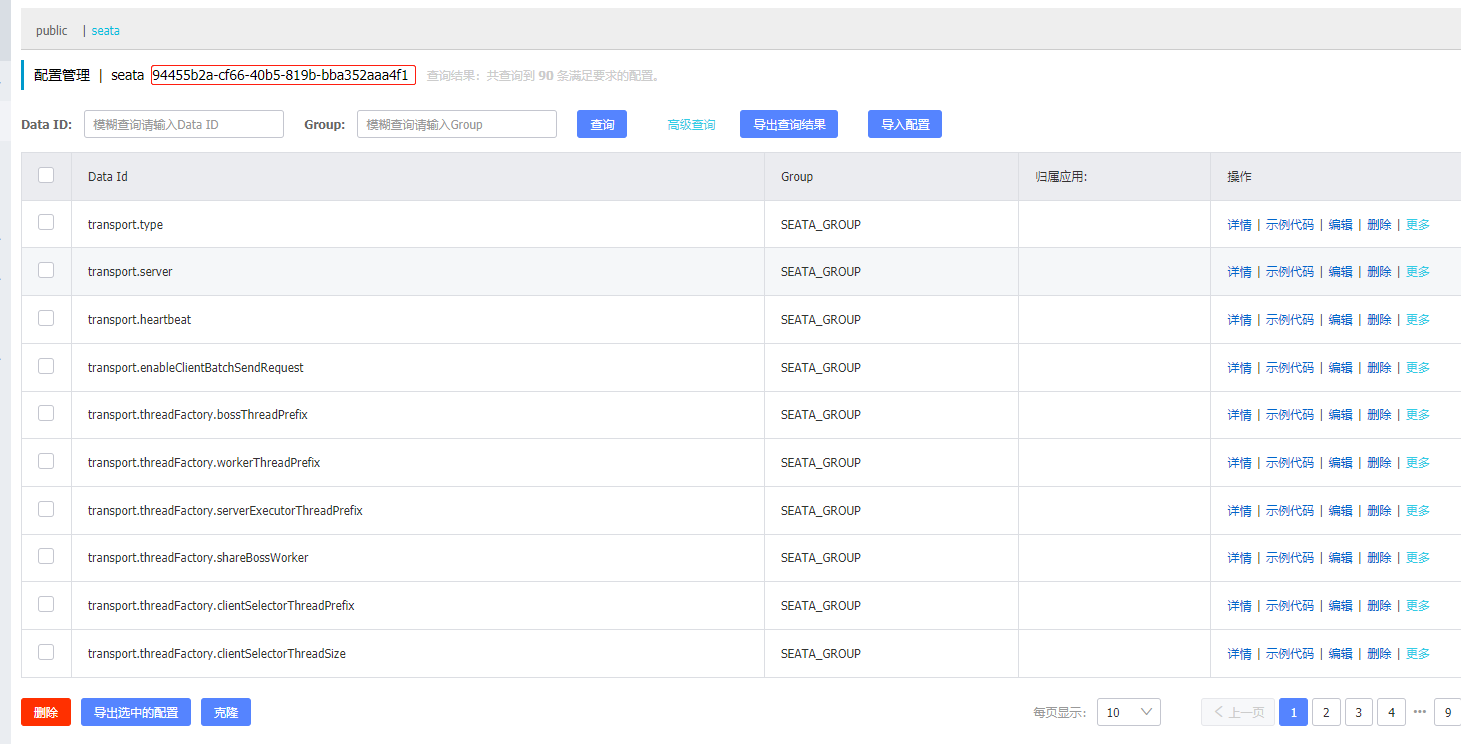 public | seata
配置管理 | seata 94455b2a-cf66-40b5-819b-bba352aaa4f1 查询结果：共查询到 90 条满足要求的配置。
Data ID: 模糊查询请输入Data ID Group: 模糊查询请输入Group 查询 高级查询 导出查询结果 导入配置
Data Id Group 归属应用: 操作
transport.type SEATA_GROUP 详情 | 示例代码 | 编辑 | 删除 | 更多
transport.server SEATA_GROUP 详情 | 示例代码 | 编辑 | 删除 | 更多
transport.heartbeat SEATA_GROUP 详情 | 示例代码 | 编辑 | 删除 | 更多
transport.enableClientBatchSendRequest SEATA_GROUP 详情 | 示例代码 | 编辑 | 删除 | 更多
transport.threadFactory.bossThreadPrefix SEATA_GROUP 详情 | 示例代码 | 编辑 | 删除 | 更多
transport.threadFactory.workerThreadPrefix SEATA_GROUP 详情 | 示例代码 | 编辑 | 删除 | 更多
transport.threadFactory.serverExecutorThreadPrefix SEATA_GROUP 详情 | 示例代码 | 编辑 | 删除 | 更多
transport.threadFactory.shareBossWorker SEATA_GROUP 详情 | 示例代码 | 编辑 | 删除 | 更多
transport.threadFactory.clientSelectorThreadPrefix SEATA_GROUP 详情 | 示例代码 | 编辑 | 删除 | 更多
transport.threadFactory.clientSelectorThreadSize SEATA_GROUP 详情 | 示例代码 | 编辑 | 删除 | 更多
删除 导出选中的配置 克隆 每页显示: 10 上一页 1 2 3 4 ••• 9